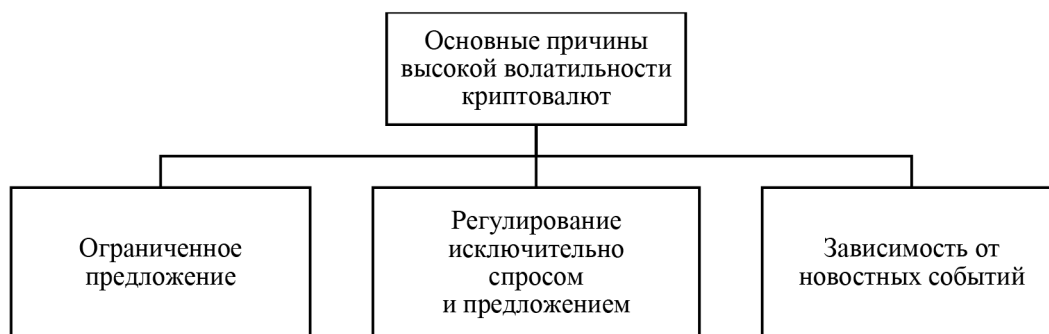 Основные причины
высокой волатильности
криптовалют
Ограниченное
предложение
Регулирование
исключительно
спросом
и предложением
Зависимость от
новостных событий